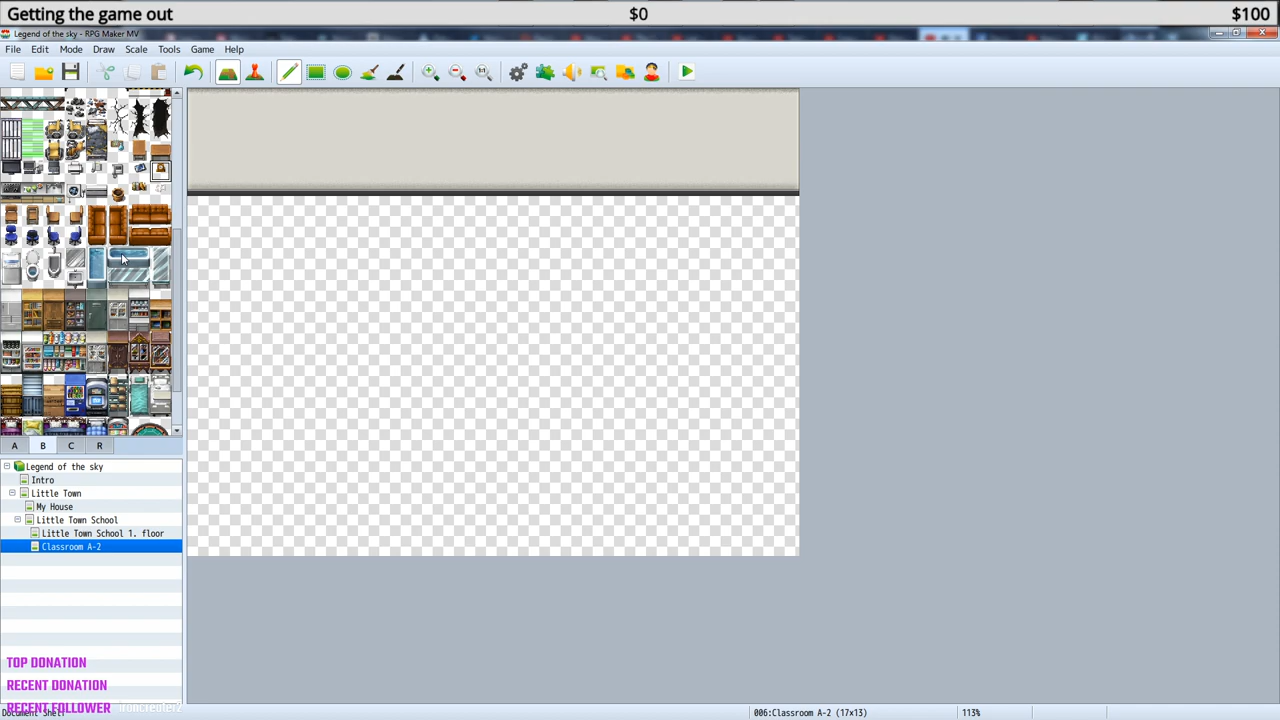 Getting the game out $0 $100
Legend of the sky - RPG Maker MV
File Edit Mode Draw Scale Tools Game Help
A B C R
Legend of the sky
Intro
Little Town
My House
Little Town School
Little Town School 1. floor
Classroom A-2
TOP DONATION
RECENT DONATION
RECENT FOLLOWER
006:Classroom A-2 (17x13) 113%